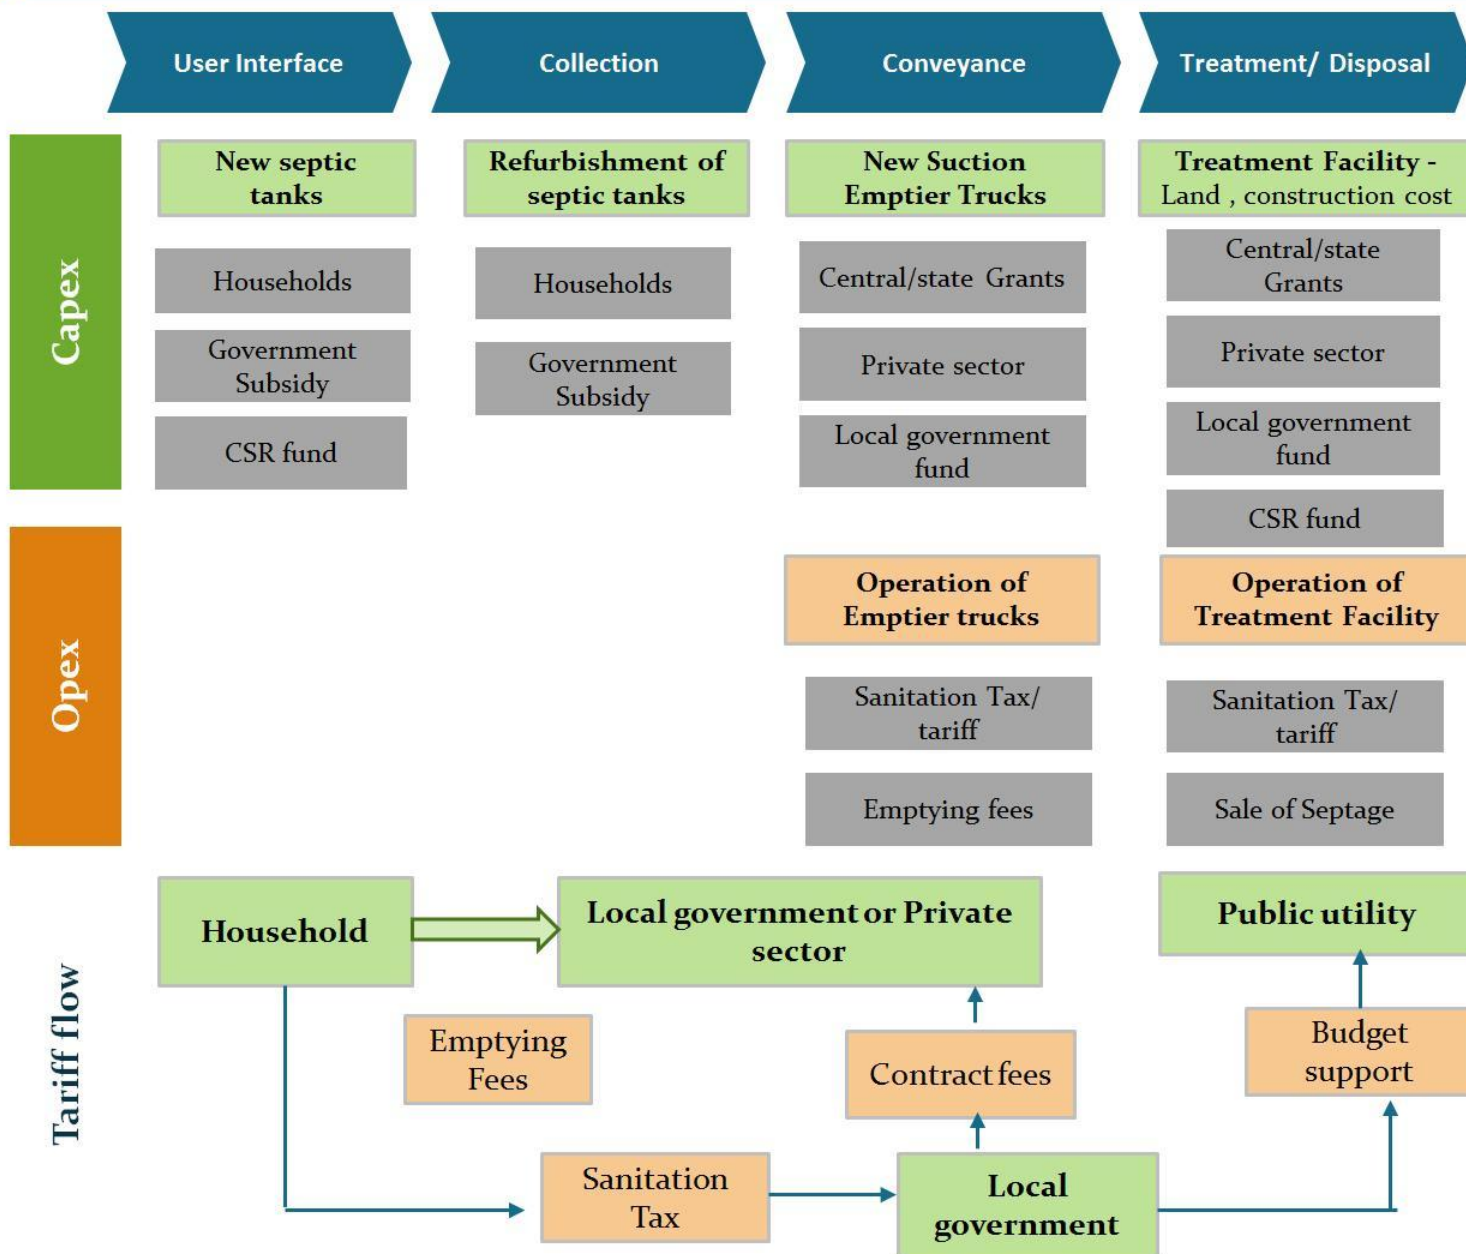 User Interface
Collection
Conveyance
Treatment/ Disposal
Capex
New septic
tanks
Refurbishment of
septic tanks
New Suction
Emptier Trucks
Treatment Facility -
Land , construction cost
Households
Government
Subsidy
CSR fund
Households
Government
Subsidy
Central/state Grants
Private sector
Local government
fund
Central/state
Grants
Private sector
Local government
fund
CSR fund
Opex
Operation of
Emptier trucks
Operation of
Treatment Facility
Sanitation Tax/
tariff
Emptying fees
Sanitation Tax/
tariff
Sale of Septage
Tariff flow
Household
Local government or Private
sector
Public utility
Emptying
Fees
Contract fees
Budget
support
Sanitation
Tax
Local
government